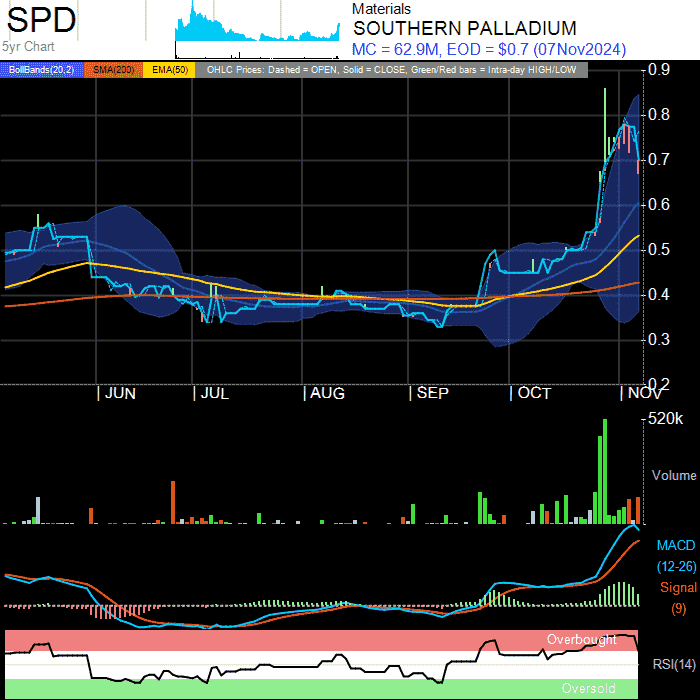 SPD
5yr Chart
Materials
SOUTHERN PALLADIUM
MC = 62.9M, EOD = $0.7 (07Nov2024)
BollBands(20,2) SMA(200) EMA(50) OHLC Prices: Dashed = OPEN, Solid = CLOSE, Green/Red bars = Intra-day HIGH/LOW
0.9
0.8
0.7
0.6
0.5
0.4
0.3
0.2
JUN JUL AUG SEP OCT NOV
520k
Volume
MACD
(12-26)
Signal
(9)
Overbought
RSI(14)
Oversold